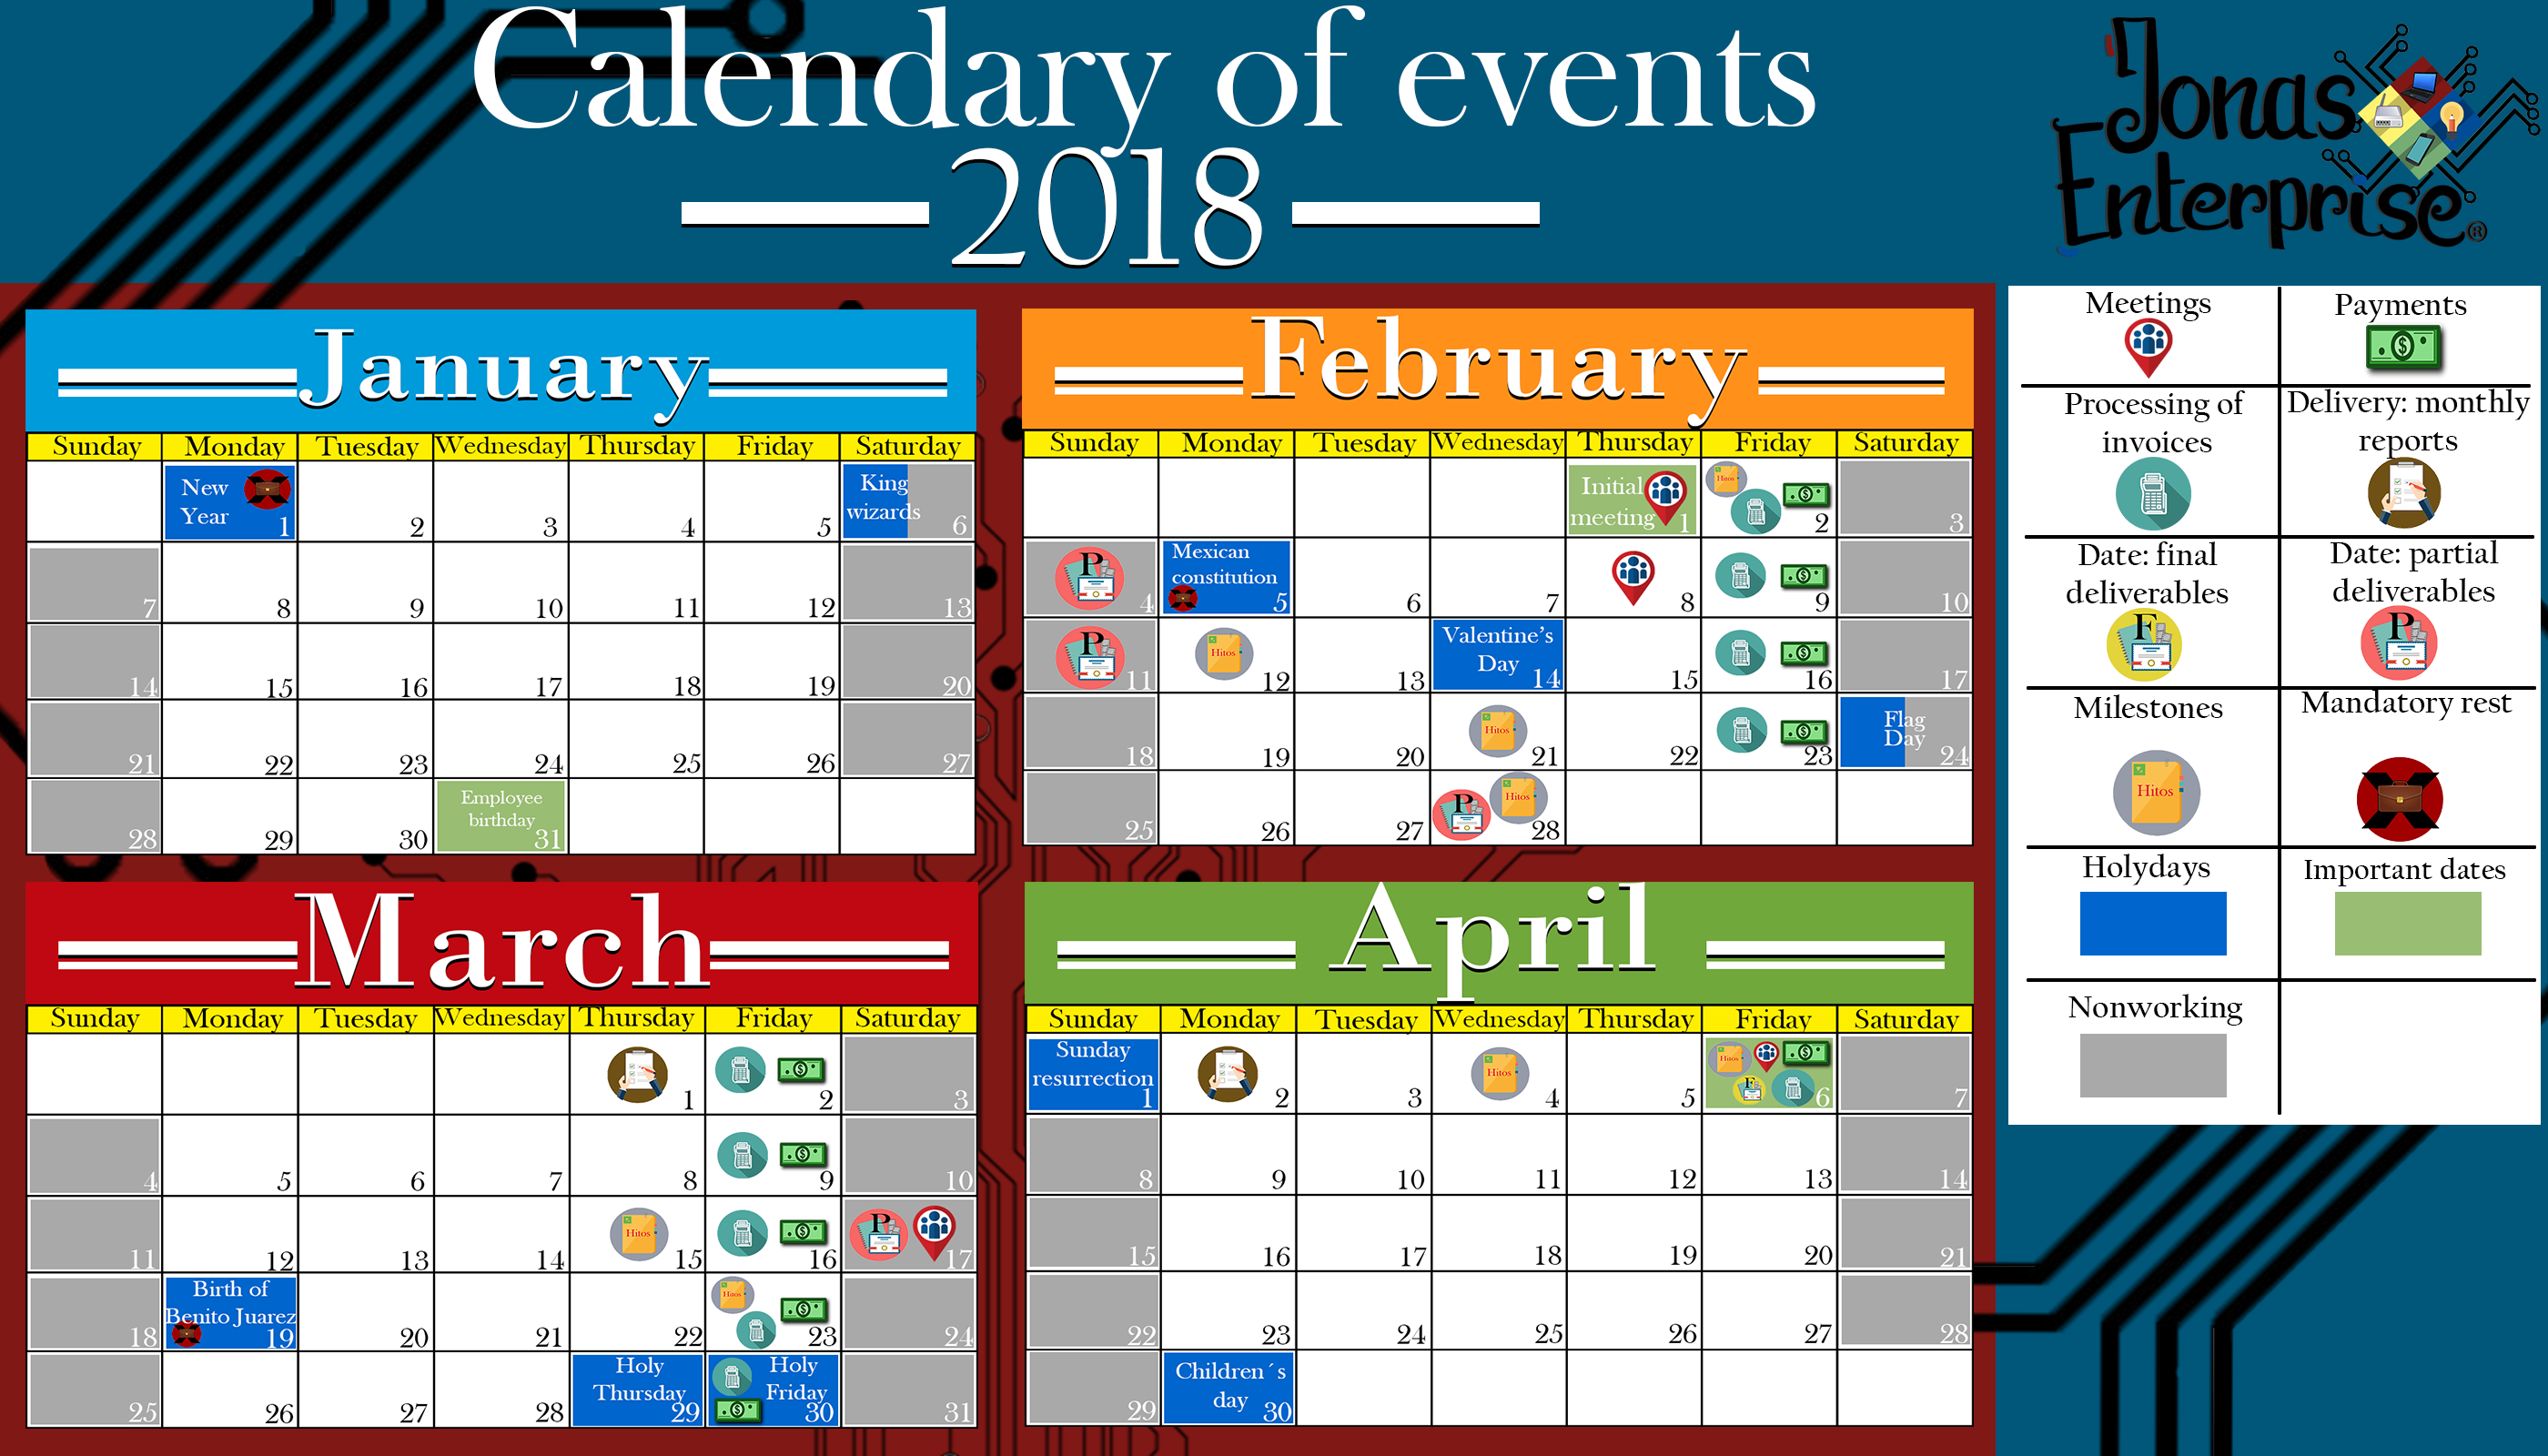 Calendary of events
2018
Jonas
Enterprise®
January
Sunday Monday Tuesday Wednesday Thursday Friday Saturday
New Year 1 2 3 4 5 King wizards 6
7 8 9 10 11 12 13
14 15 16 17 18 19 20
21 22 23 24 25 26 27
28 29 30 Employee birthday 31
February
Sunday Monday Tuesday Wednesday Thursday Friday Saturday
Initial meeting 1 Hitos 2 3
P 4 Mexican constitution 5 6 7 8 9 10
P 11 Hitos 12 13 Valentine's Day 14 15 16 17
18 19 20 Hitos 21 22 23 Flag Day 24
25 26 27 P Hitos 28
March
Sunday Monday Tuesday Wednesday Thursday Friday Saturday
1 2 3
4 5 6 7 8 9 10
11 12 13 14 Hitos 15 16 P 17
18 Birth of Benito Juarez 19 20 21 22 Hitos 23 24
25 26 27 28 Holy Thursday 29 Holy Friday 30 31
April
Sunday Monday Tuesday Wednesday Thursday Friday Saturday
Sunday resurrection 1 2 3 Hitos 4 5 Hitos F 6 7
8 9 10 11 12 13 14
15 16 17 18 19 20 21
22 23 24 25 26 27 28
29 Children´s day 30
Meetings
Payments
Processing of
invoices
Delivery: monthly
reports
Date: final
deliverables
F
Date: partial
deliverables
P
Milestones
Hitos
Mandatory rest
Holydays
Important dates
Nonworking